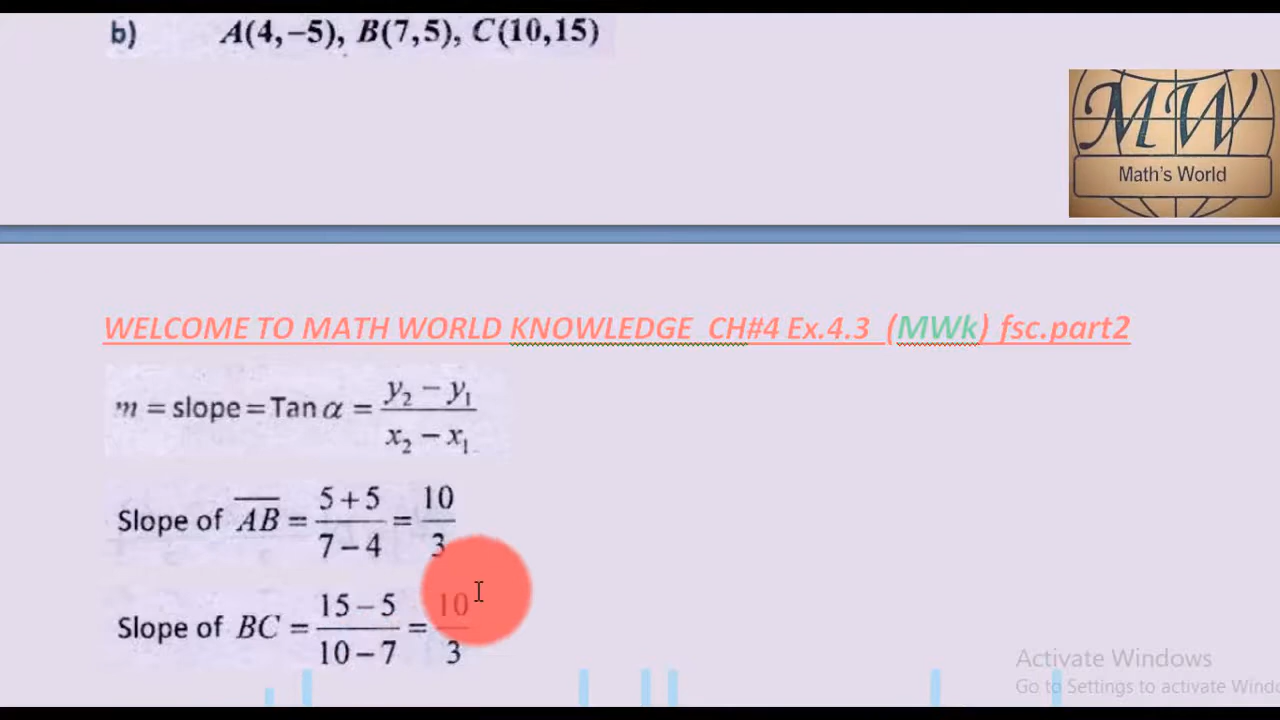 b) A(4,−5), B(7,5), C(10,15)
MW
Math's World
WELCOME TO MATH WORLD KNOWLEDGE CH#4 Ex.4.3 (MWk) fsc.part2
m = slope = Tan α = (y₂ − y₁)/(x₂ − x₁)
Slope of A̅B̅ = (5 + 5)/(7 − 4) = 10/3
Slope of BC = (15 − 5)/(10 − 7) = 10/3
Activate Windows
Go to Settings to activate Windo